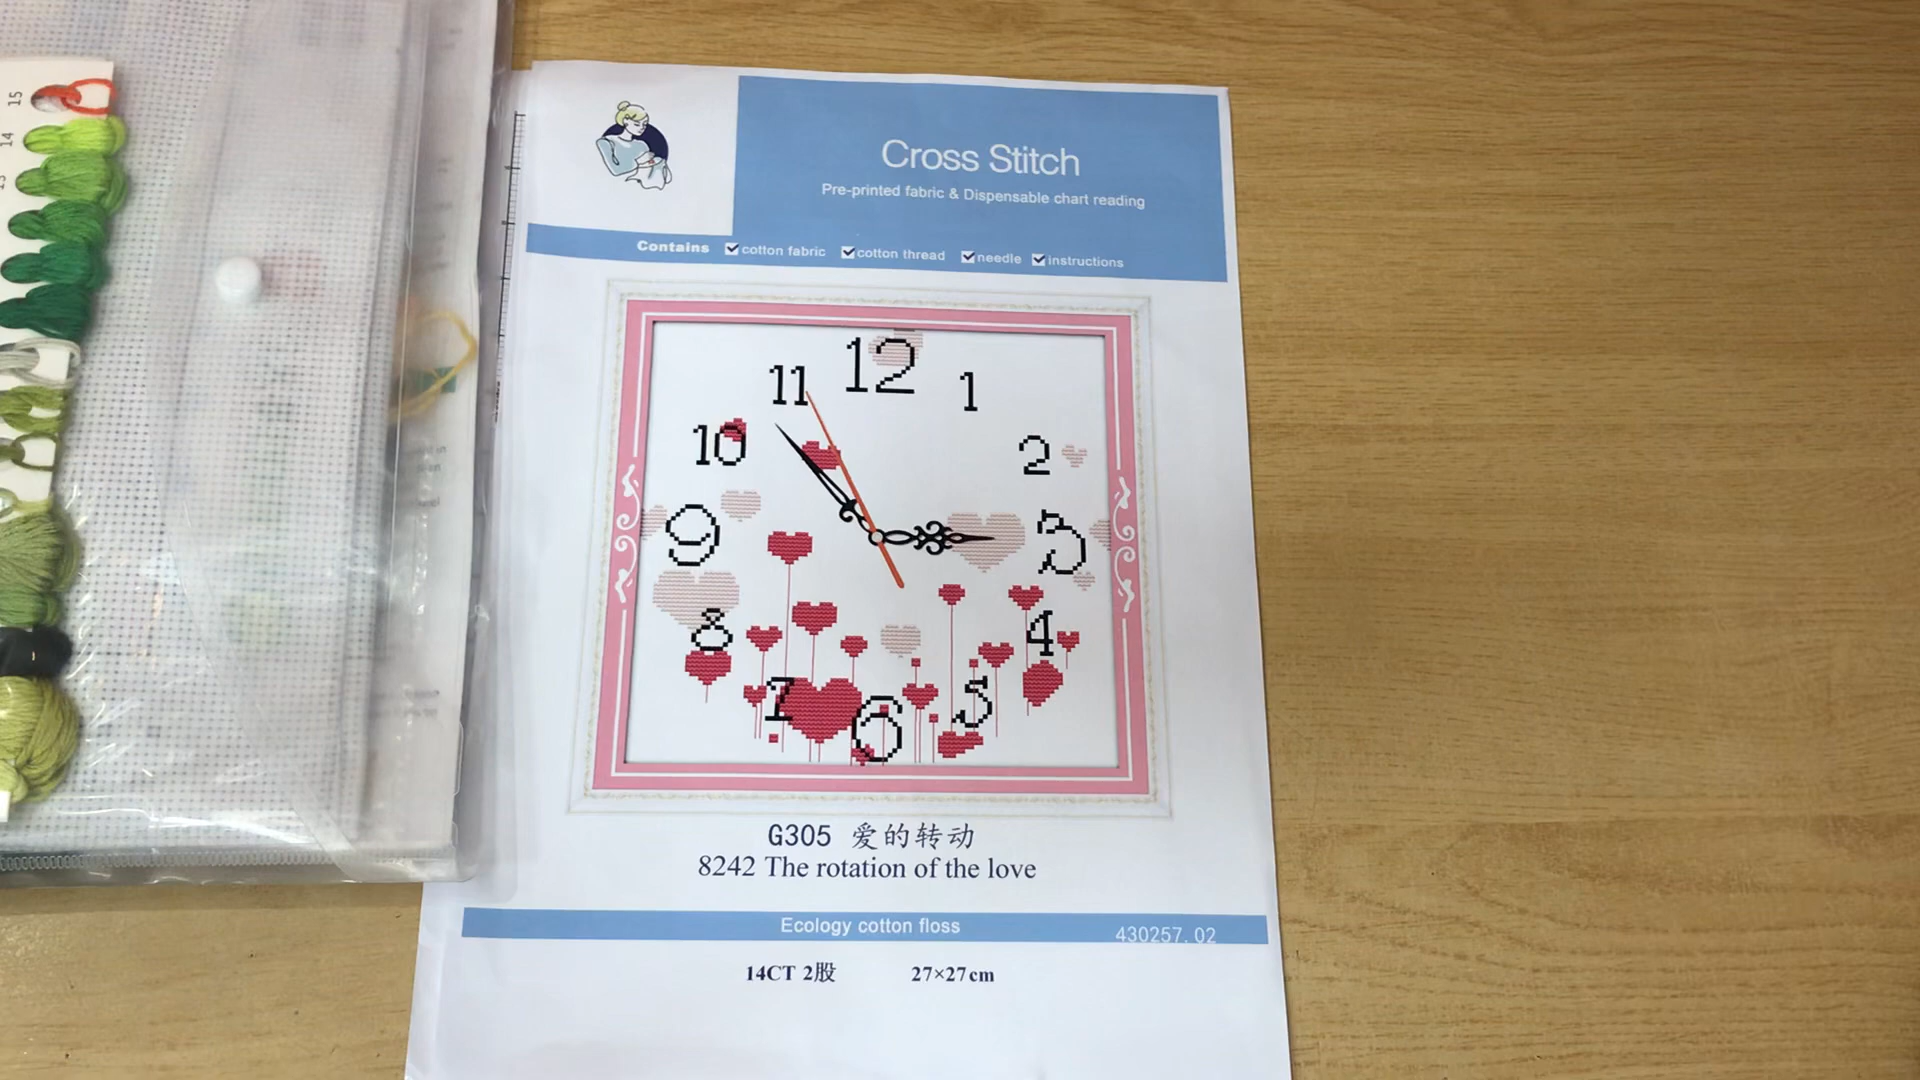 15
14
13
Cross Stitch
Pre-printed fabric & Dispensable chart reading
Contains cotton fabric cotton thread needle instructions
12
11
1
10
2
9
3
8
4
7
5
6
G305 爱的转动
8242 The rotation of the love
Ecology cotton floss
430257.02
14CT 2股 27×27cm